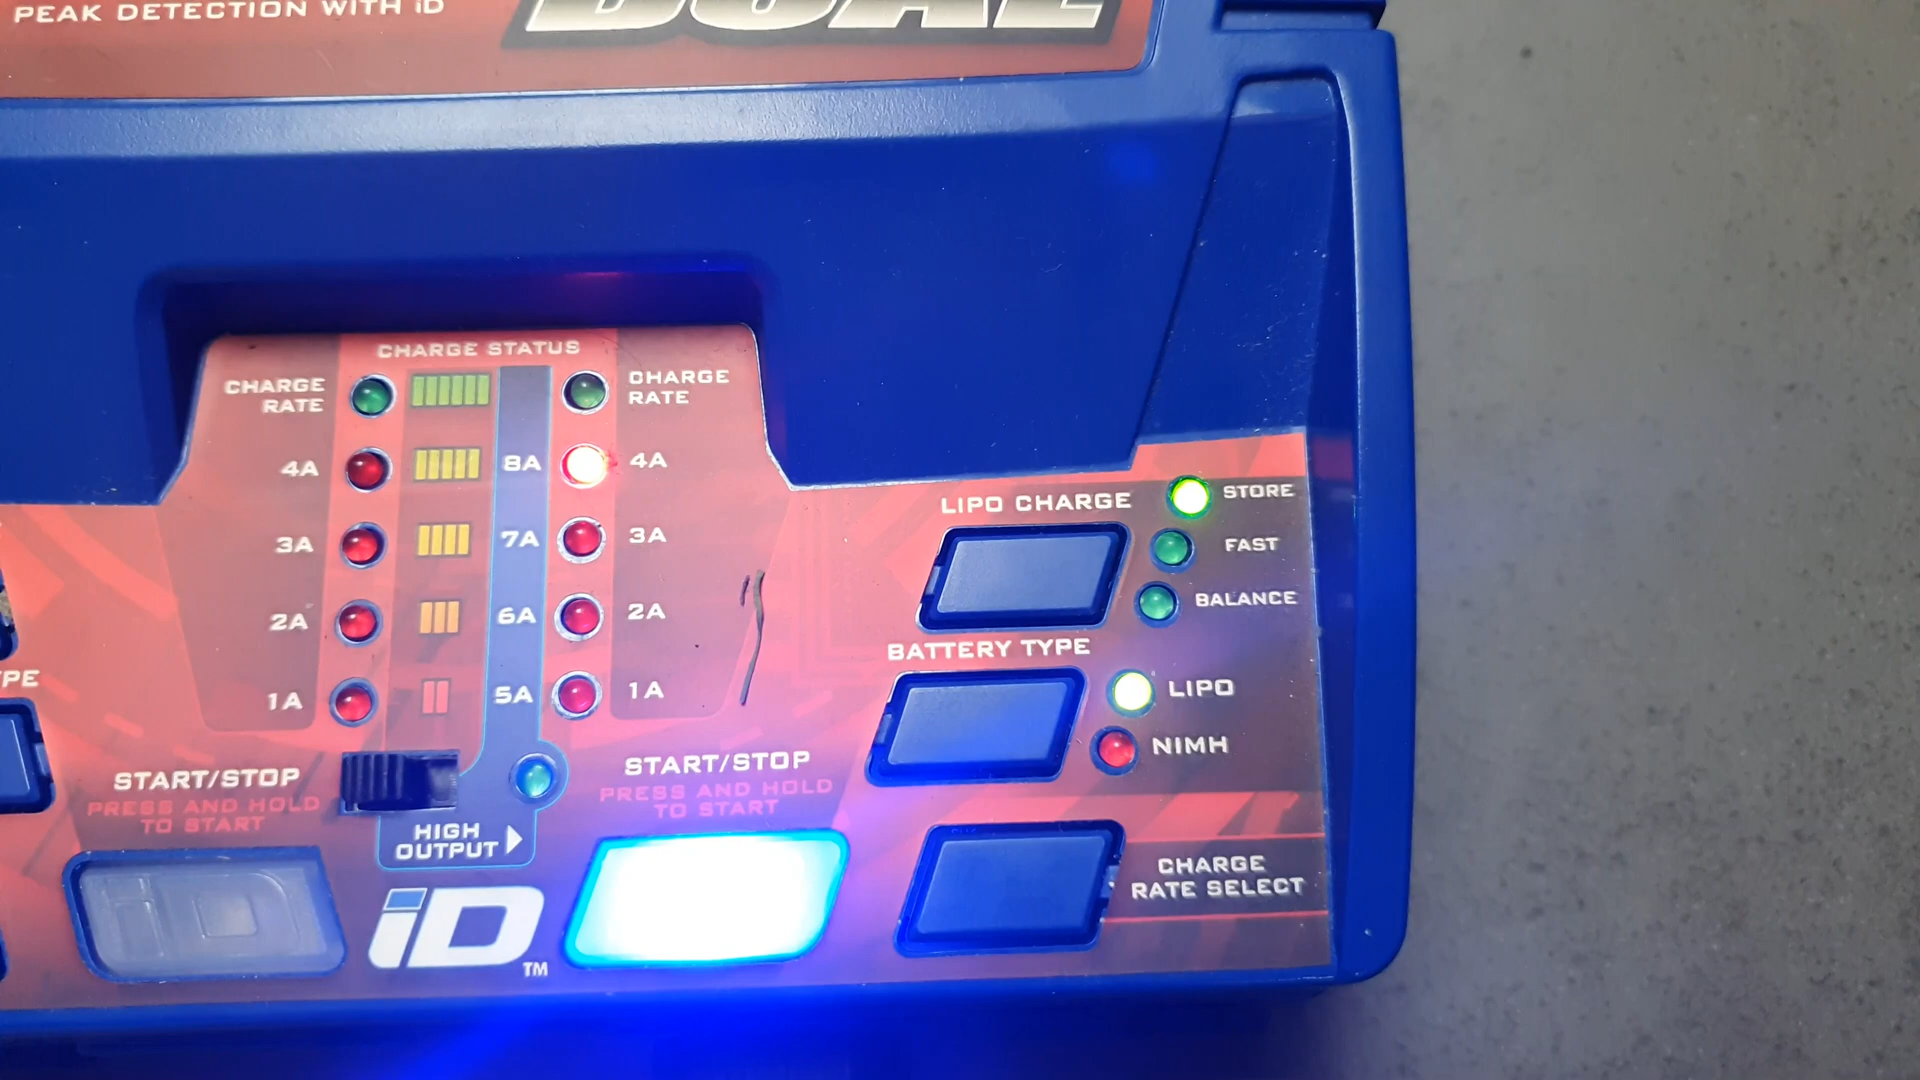 PEAK DETECTION WITH iD
DUAL
CHARGE STATUS
CHARGE
RATE
CHARGE
RATE
4A 8A 4A
3A 7A 3A
2A 6A 2A
1A 5A 1A
START/STOP
PRESS AND HOLD
TO START
HIGH
OUTPUT
START/STOP
PRESS AND HOLD
TO START
iD
TM
LIPO CHARGE
STORE
FAST
BALANCE
BATTERY TYPE
LIPO
NIMH
CHARGE
RATE SELECT